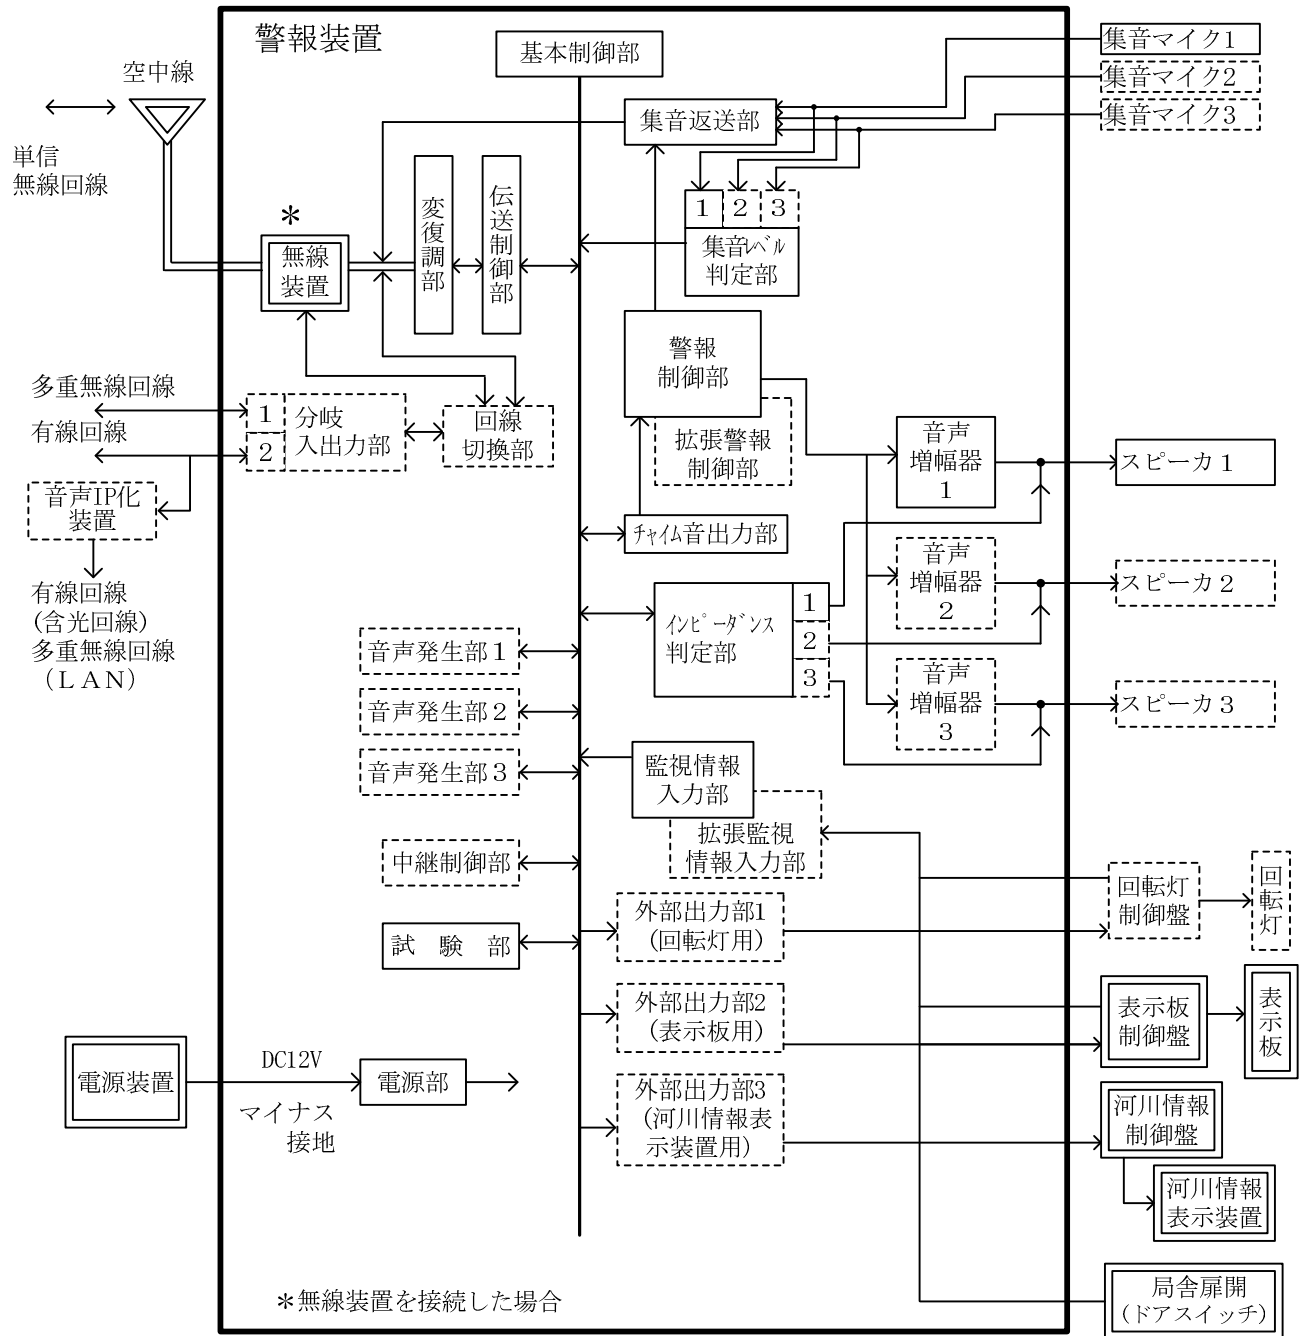 警報装置
基本制御部
集音マイク1
集音マイク2
集音マイク3
空中線
単信
無線回線
集音返送部
1
2
3
集音レベル
判定部
*
無線
装置
変復調部
伝送制御部
警報
制御部
拡張警報
制御部
多重無線回線
有線回線
1
2
分岐
入出力部
回線
切換部
音声
増幅器
1
スピーカ1
音声IP化
装置
チャイム音出力部
有線回線
(含光回線)
多重無線回線
(LAN)
音声
増幅器
2
スピーカ2
インピーダンス
判定部
1
2
3
音声発生部1
音声発生部2
音声発生部3
音声
増幅器
3
スピーカ3
監視情報
入力部
拡張監視
情報入力部
中継制御部
試 験 部
外部出力部1
(回転灯用)
回転灯
制御盤
回転灯
外部出力部2
(表示板用)
表示板
制御盤
表示板
電源装置
DC12V
マイナス
接地
電源部
外部出力部3
(河川情報表
示装置用)
河川情報
制御盤
河川情報
表示装置
*無線装置を接続した場合
局舎扉開
(ドアスイッチ)